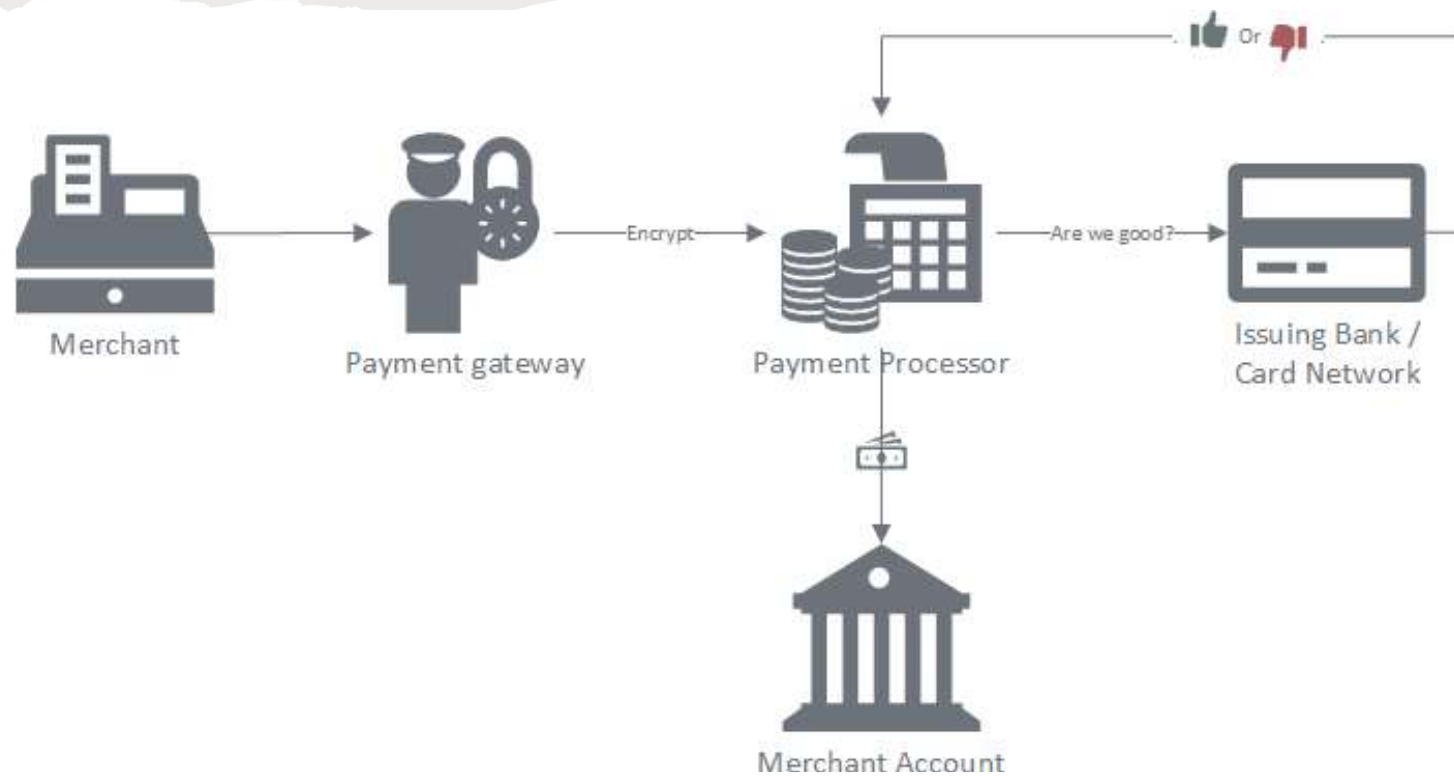 Or
Encrypt
Are we good?
Merchant
Payment gateway
Payment Processor
Issuing Bank /
Card Network
Merchant Account